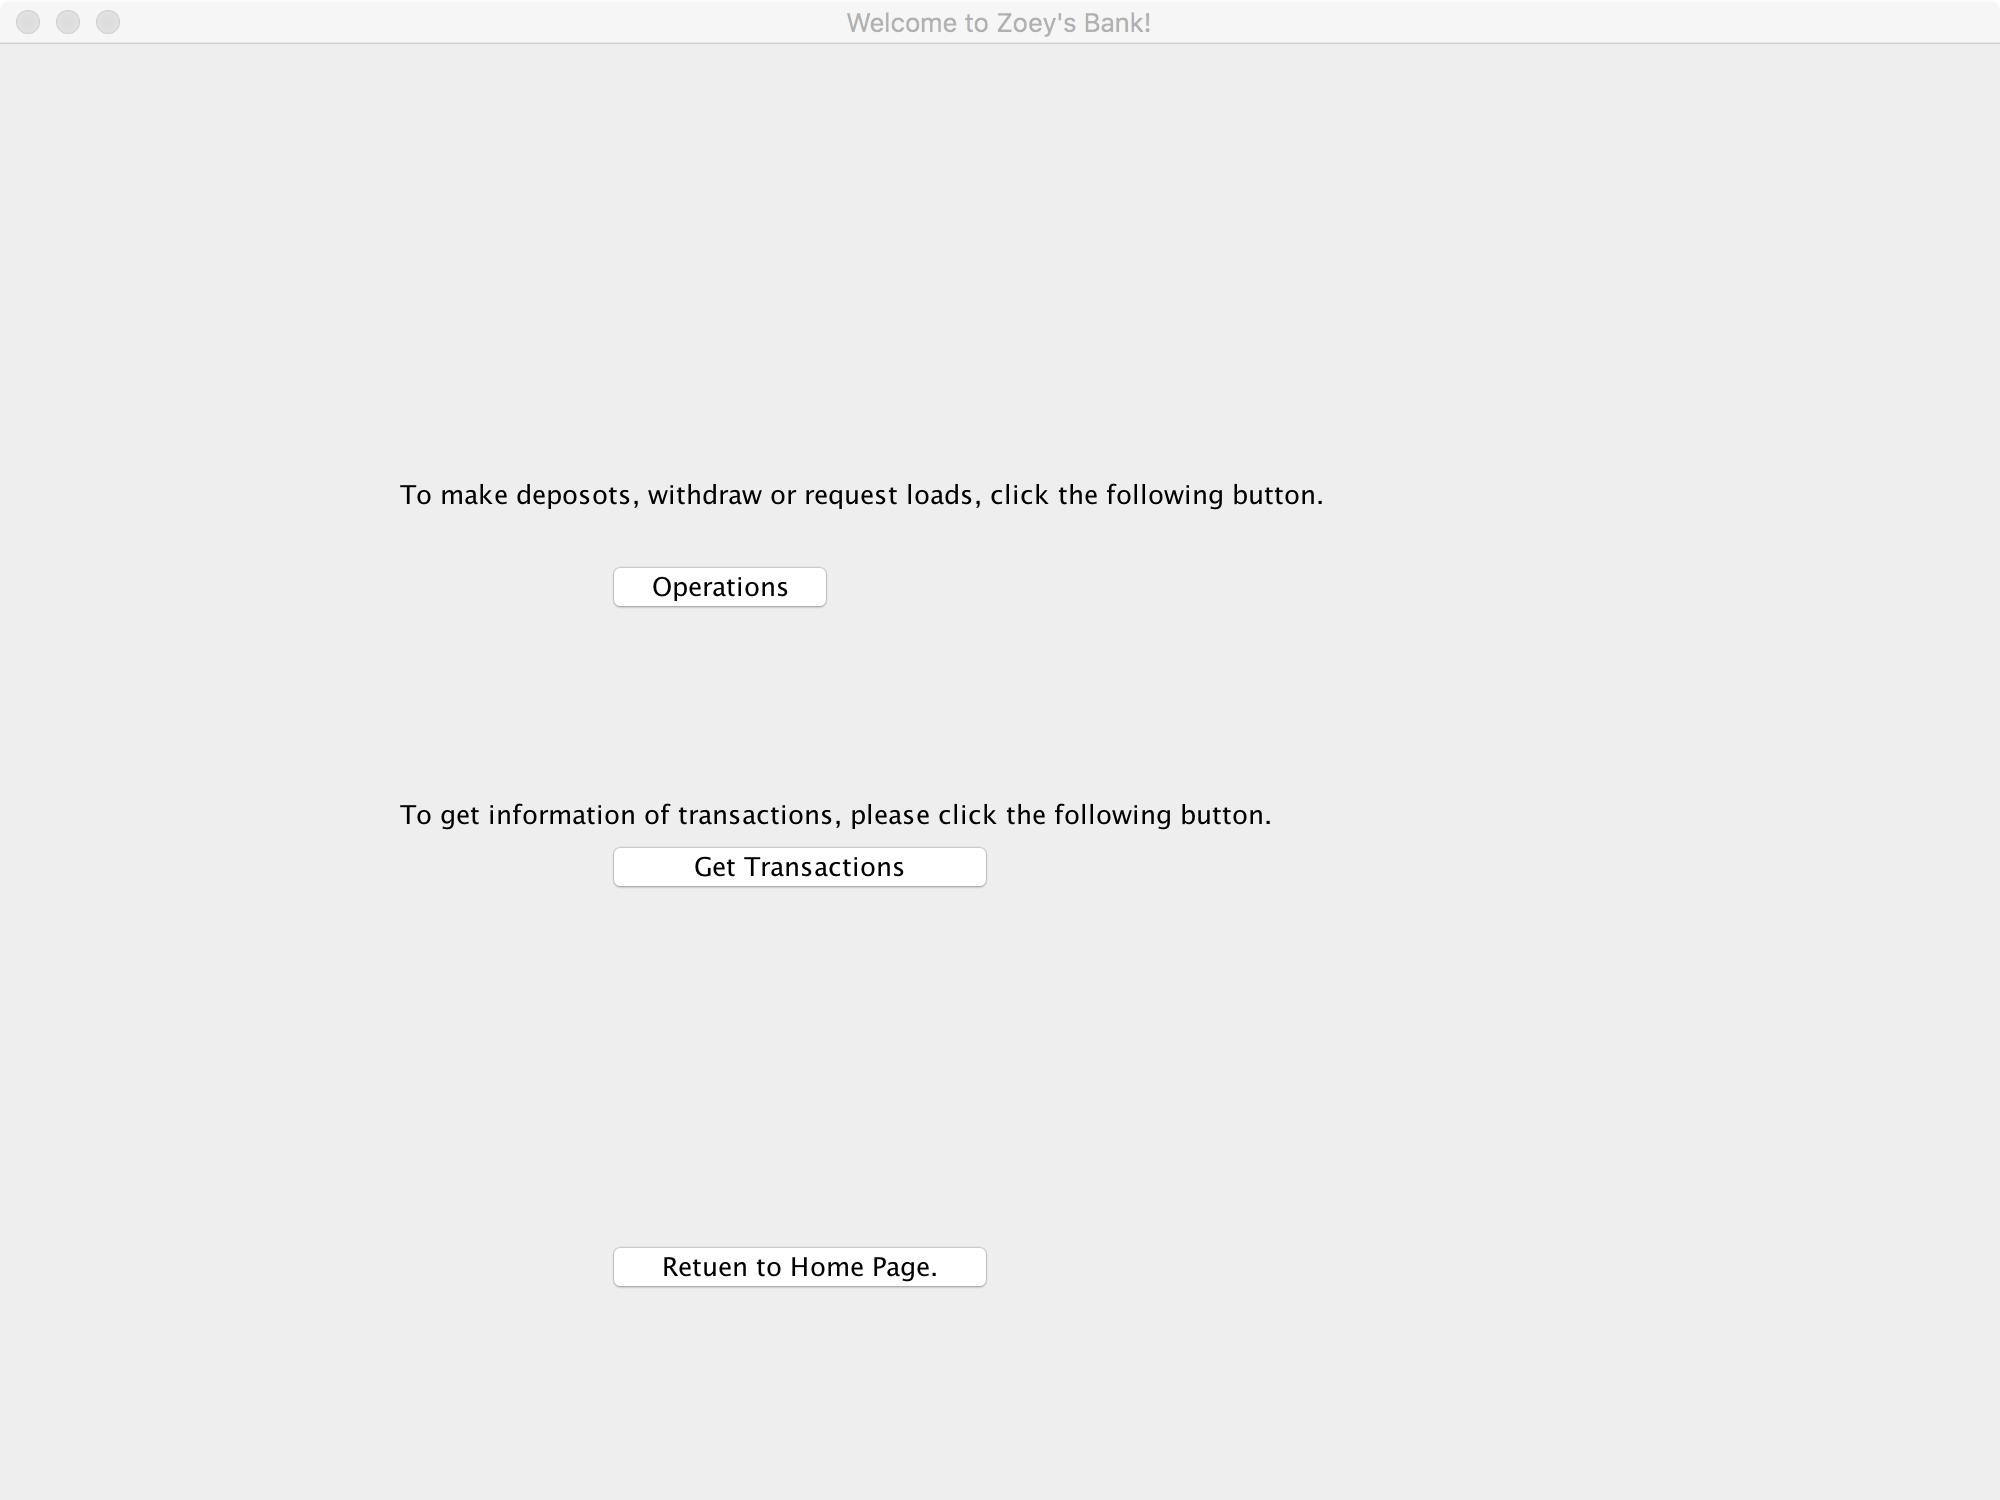 Welcome to Zoey's Bank!
To make deposots, withdraw or request loads, click the following button.
Operations
To get information of transactions, please click the following button.
Get Transactions
Retuen to Home Page.